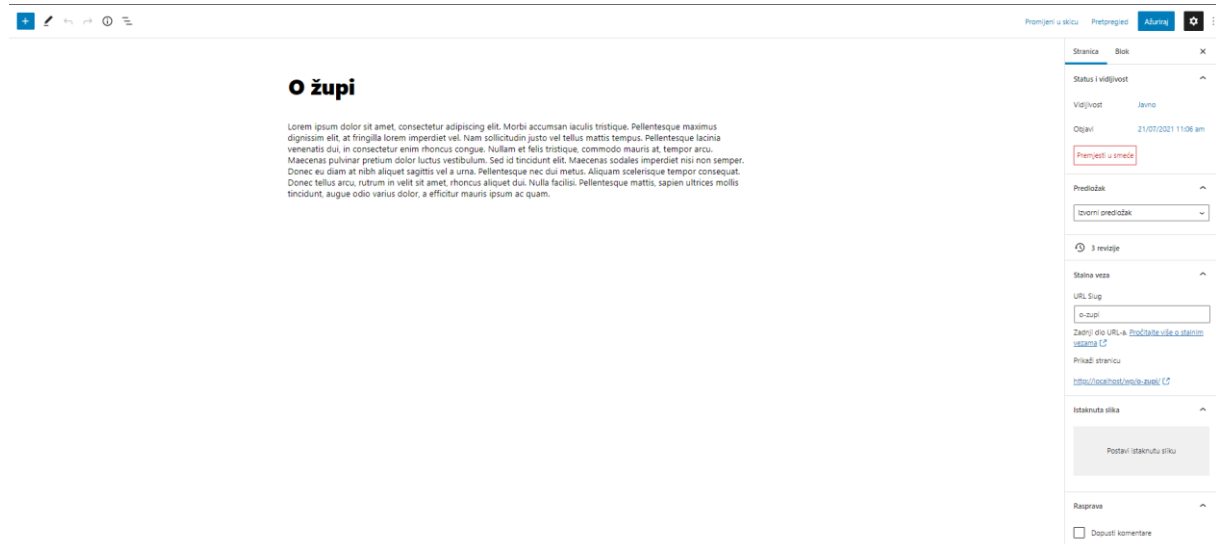 Promijeni u skicu Pretpregled Ažuriraj
Stranica Blok
O župi
Lorem ipsum dolor sit amet, consectetur adipiscing elit. Morbi accumsan iaculis tristique. Pellentesque maximus
dignissim elit, at fringilla lorem imperdiet vel. Nam sollicitudin justo vel tellus mattis tempus. Pellentesque lacinia
venenatis dui, in consectetur enim rhoncus congue. Nullam et felis tristique, commodo mauris at, tempor arcu.
Maecenas pulvinar pretium dolor luctus vestibulum. Sed id tincidunt elit. Maecenas sodales imperdiet nisi non semper.
Donec eu diam at nibh aliquet sagittis vel a urna. Pellentesque nec dui metus. Aliquam scelerisque tempor consequat.
Donec tellus arcu, rutrum in velit sit amet, rhoncus aliquet dui. Nulla facilisi. Pellentesque mattis, sapien ultrices mollis
tincidunt, augue odio varius dolor, a efficitur mauris ipsum ac quam.
Status i vidljivost
Vidljivost Javno
Objavi 21/07/2021 11:06 am
Premjesti u smeće
Predložak
Izvorni predložak
3 revizije
Stalna veza
URL Slug
o-zupi
Zadnji dio URL-a. Pročitajte više o stalnim
vezama
Prikaži stranicu
http://localhost/wp/o-zupi/
Istaknuta slika
Postavi istaknutu sliku
Rasprava
Dopusti komentare